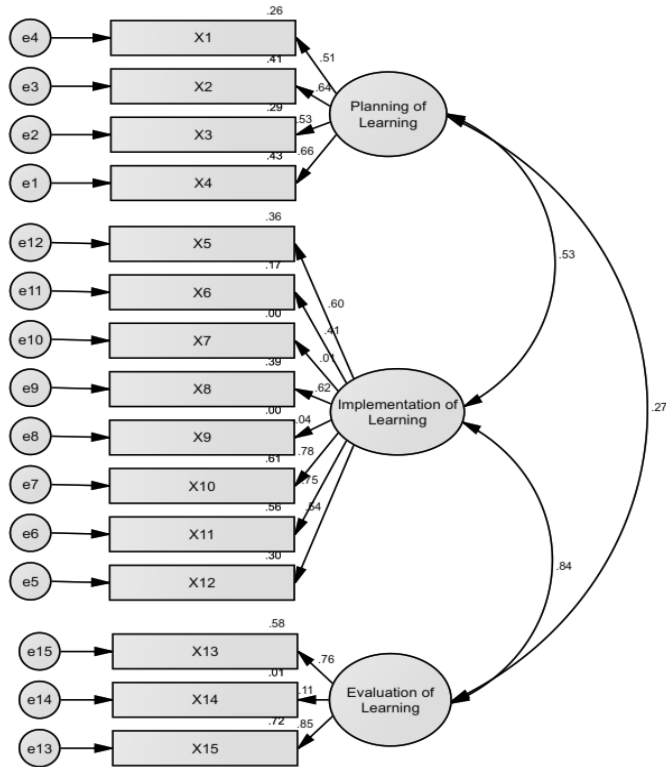 .26
e4 X1
.51
.41
e3 X2
.64
Planning of
Learning
.29
e2 X3
.53
.43
.66
e1 X4
.36
e12 X5
.53
.17
e11 X6
.60
.00
.41
e10 X7
.01
.39
e9 X8
.62
.27
Implementation of
Learning
.00
.04
e8 X9
.78
.61
e7 X10
.75
.56
.54
e6 X11
.30
.84
e5 X12
.58
e15 X13
.76
.01
e14 X14
.11
Evaluation of
Learning
.72
.85
e13 X15